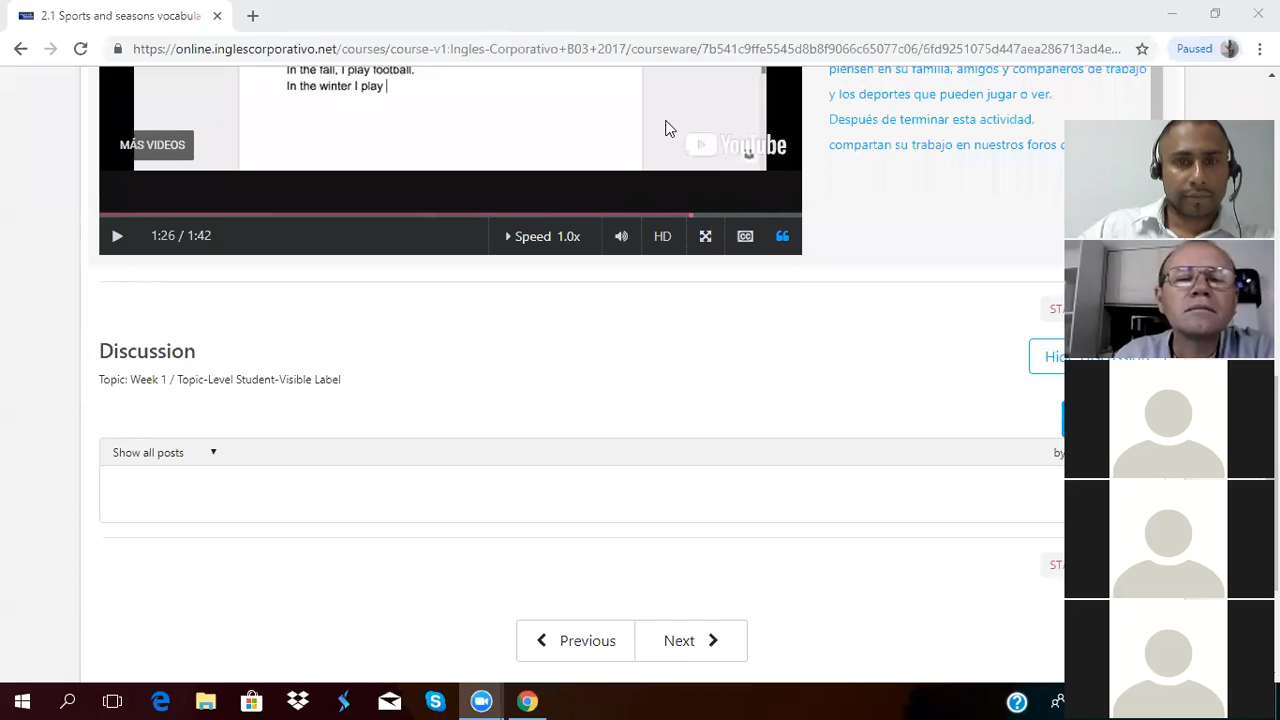 2.1 Sports and seasons vocabula
https://online.inglescorporativo.net/courses/course-v1:Ingles-Corporativo+B03+2017/courseware/7b541c9ffe5545d8b8f9066c65077c06/6fd9251075d447aea286713ad4e...
Paused
In the fall, I play football.
In the winter I play
MÁS VIDEOS
YouTube
piensen en su familia, amigos y compañeros de trabajo
y los deportes que pueden jugar o ver.
Después de terminar esta actividad,
compartan su trabajo en nuestros foros
1:26 / 1:42
Speed 1.0x
HD
CC
Discussion
Topic: Week 1 / Topic-Level Student-Visible Label
Show all posts
by
Previous
Next